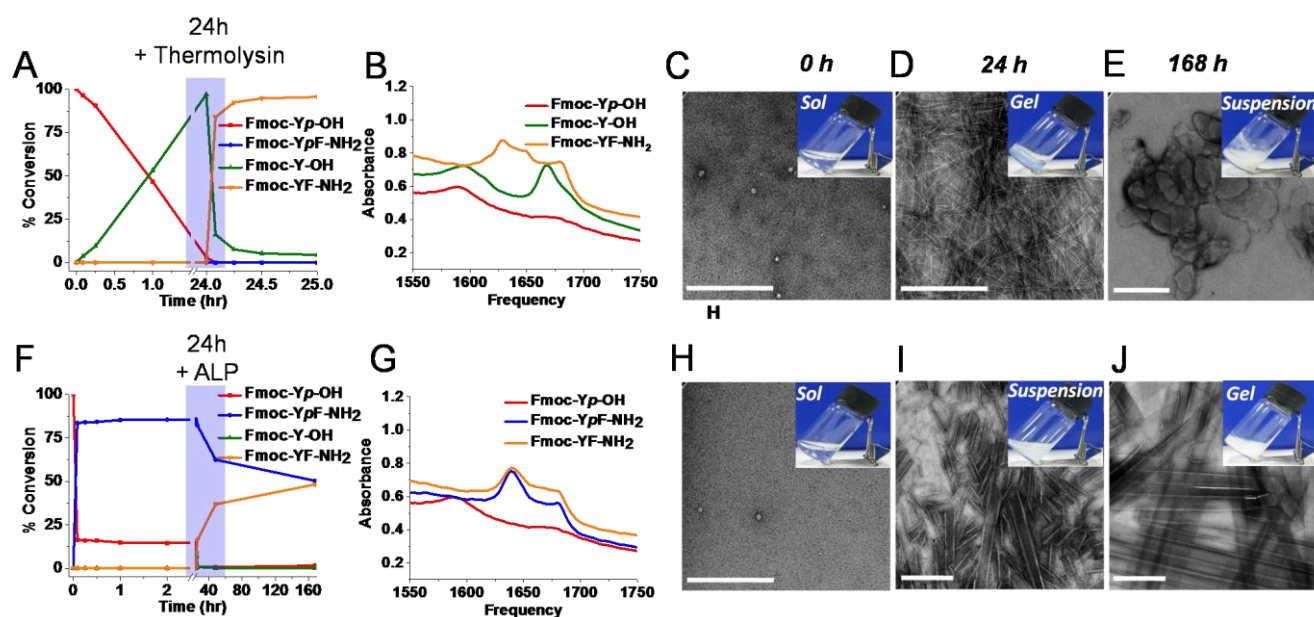 24h
+ Thermolysin
A
100
75
50
25
0
% Conversion
0.0 0.5 1.0 24.0 24.5 25.0
Time (hr)
Fmoc-Yp-OH
Fmoc-YpF-NH2
Fmoc-Y-OH
Fmoc-YF-NH2
B
1.2
1.0
0.8
0.6
0.4
0.2
Absorbance
1550 1600 1650 1700 1750
Frequency
Fmoc-Yp-OH
Fmoc-Y-OH
Fmoc-YF-NH₂
C 0 h
Sol
D 24 h
Gel
E 168 h
Suspension
H
24h
+ ALP
F
100
75
50
25
0
% Conversion
0 1 2 40 80 120 160
Time (hr)
Fmoc-Yp-OH
Fmoc-YpF-NH2
Fmoc-Y-OH
Fmoc-YF-NH2
G
1.2
1.0
0.8
0.6
0.4
0.2
Absorbance
1550 1600 1650 1700 1750
Frequency
Fmoc-Yp-OH
Fmoc-YpF-NH₂
Fmoc-YF-NH₂
H
Sol
I
Suspension
J
Gel